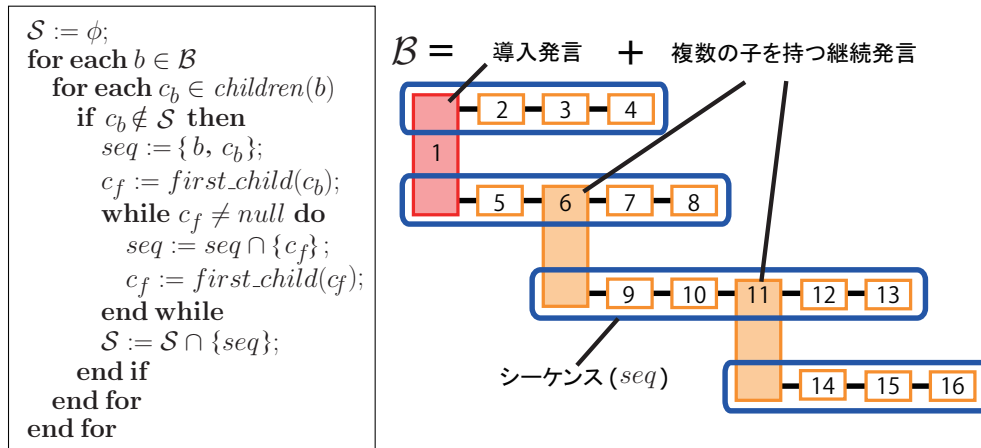 𝒮 := ϕ;
for each b ∈ ℬ
for each c_b ∈ children(b)
if c_b ∉ 𝒮 then
seq := { b, c_b };
c_f := first_child(c_b);
while c_f ≠ null do
seq := seq ∩ {c_f};
c_f := first_child(c_f);
end while
𝒮 := 𝒮 ∩ {seq};
end if
end for
end for
ℬ = 導入発言 + 複数の子を持つ継続発言
2 3 4
1
5 6 7 8
9 10 11 12 13
シーケンス (seq)
14 15 16